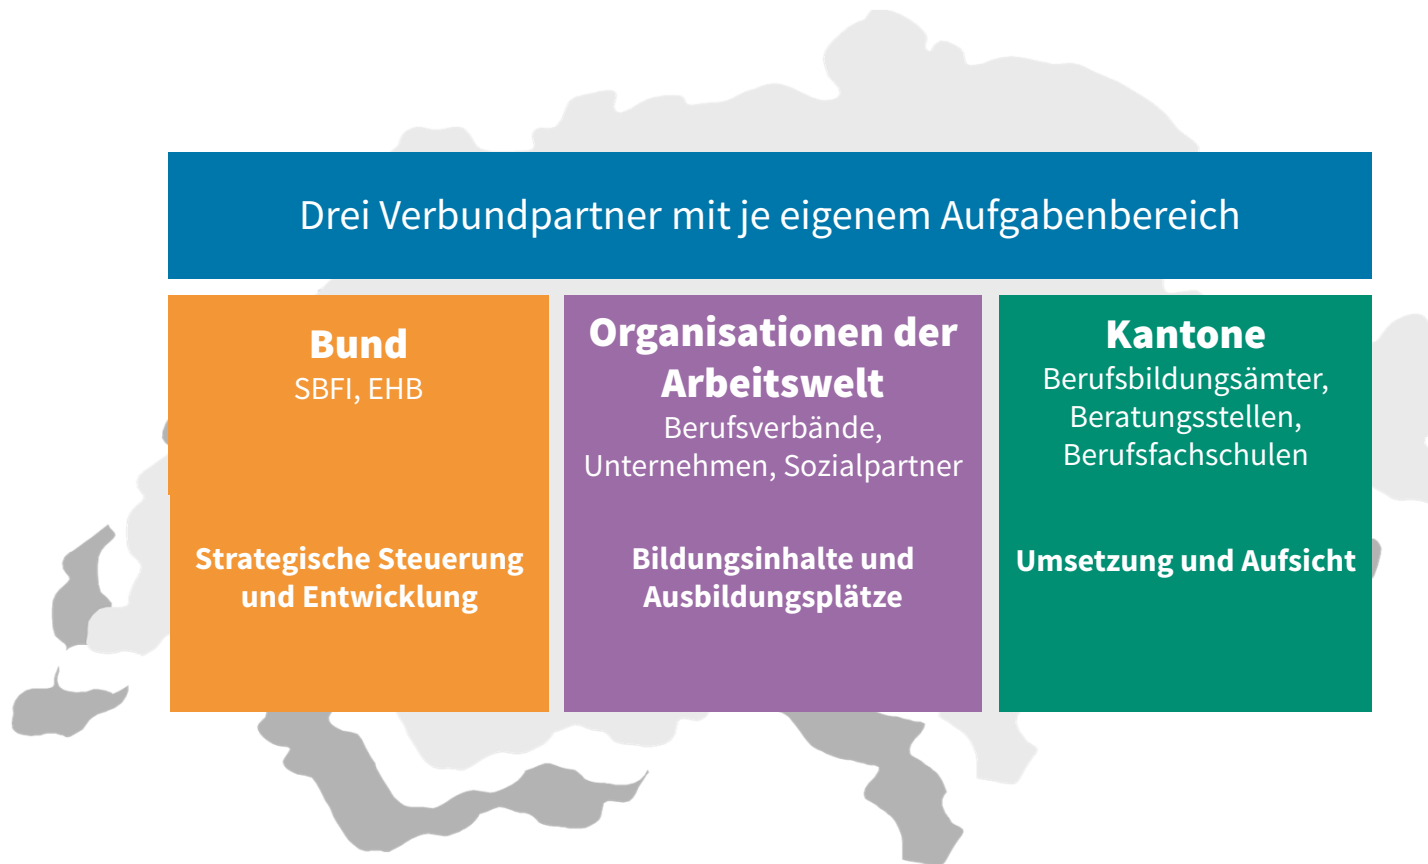 Drei Verbundpartner mit je eigenem Aufgabenbereich
Bund
SBFI, EHB
Strategische Steuerung
und Entwicklung
Organisationen der
Arbeitswelt
Berufsverbände,
Unternehmen, Sozialpartner
Bildungsinhalte und
Ausbildungsplätze
Kantone
Berufsbildungsämter,
Beratungsstellen,
Berufsfachschulen
Umsetzung und Aufsicht